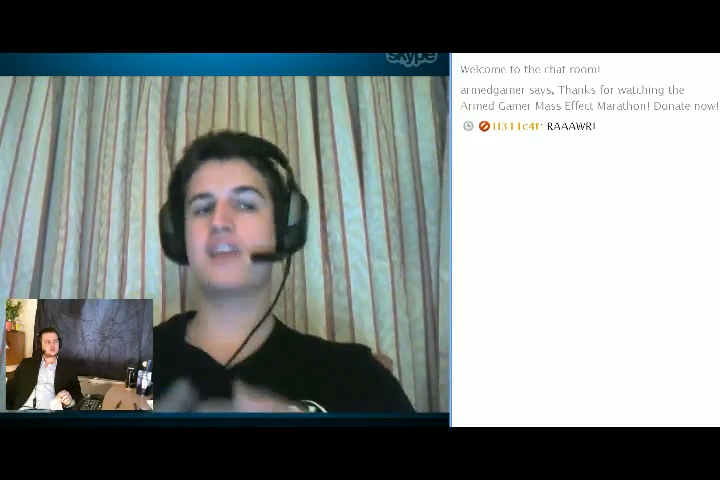 skype
Welcome to the chat room!
armedgamer says, Thanks for watching the
Armed Gamer Mass Effect Marathon! Donate now!
RAAAWR!